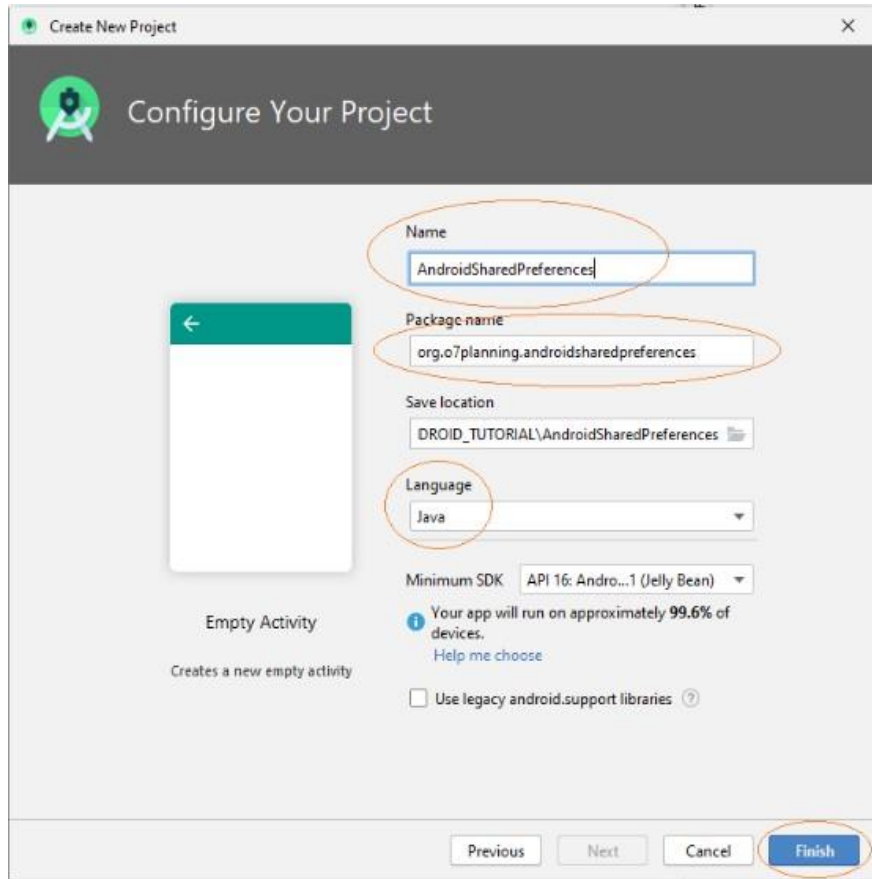 Create New Project
Configure Your Project
Name
AndroidSharedPreferences
Package name
org.o7planning.androidsharedpreferences
Save location
DROID_TUTORIAL\AndroidSharedPreferences
Language
Java
Minimum SDK API 16: Andro...1 (Jelly Bean)
Your app will run on approximately 99.6% of
devices.
Help me choose
Use legacy android.support libraries ?
Empty Activity
Creates a new empty activity
Previous Next Cancel Finish